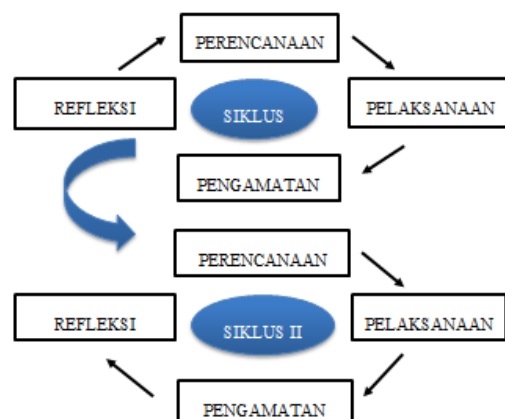 PERENCANAAN
REFLEKSI
SIKLUS
PELAKSANAAN
PENGAMATAN
PERENCANAAN
REFLEKSI
SIKLUS II
PELAKSANAAN
PENGAMATAN